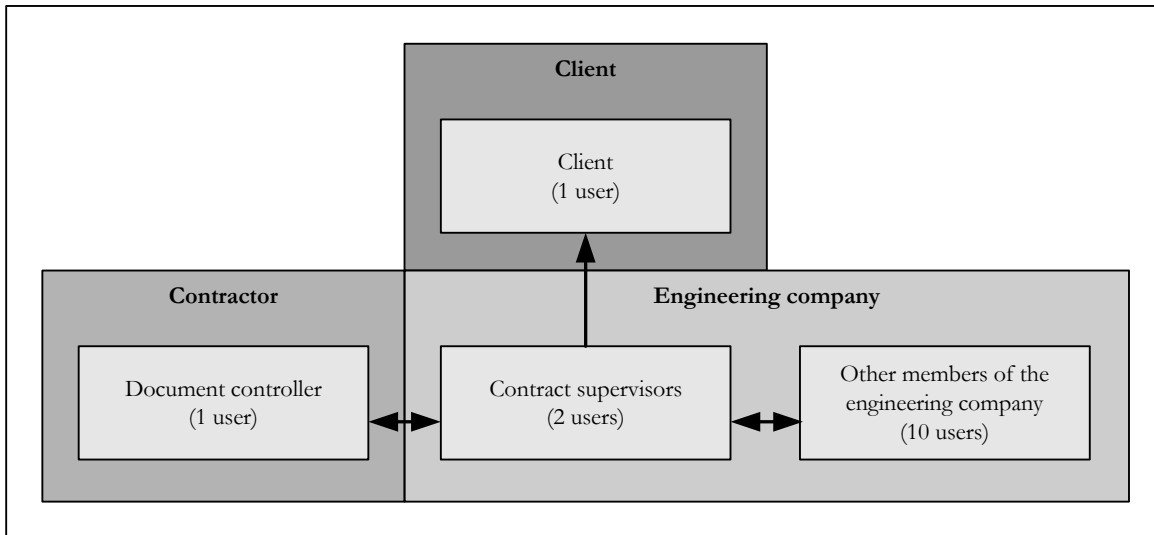 Client
Client
(1 user)
Contractor
Engineering company
Document controller
(1 user)
Contract supervisors
(2 users)
Other members of the
engineering company
(10 users)